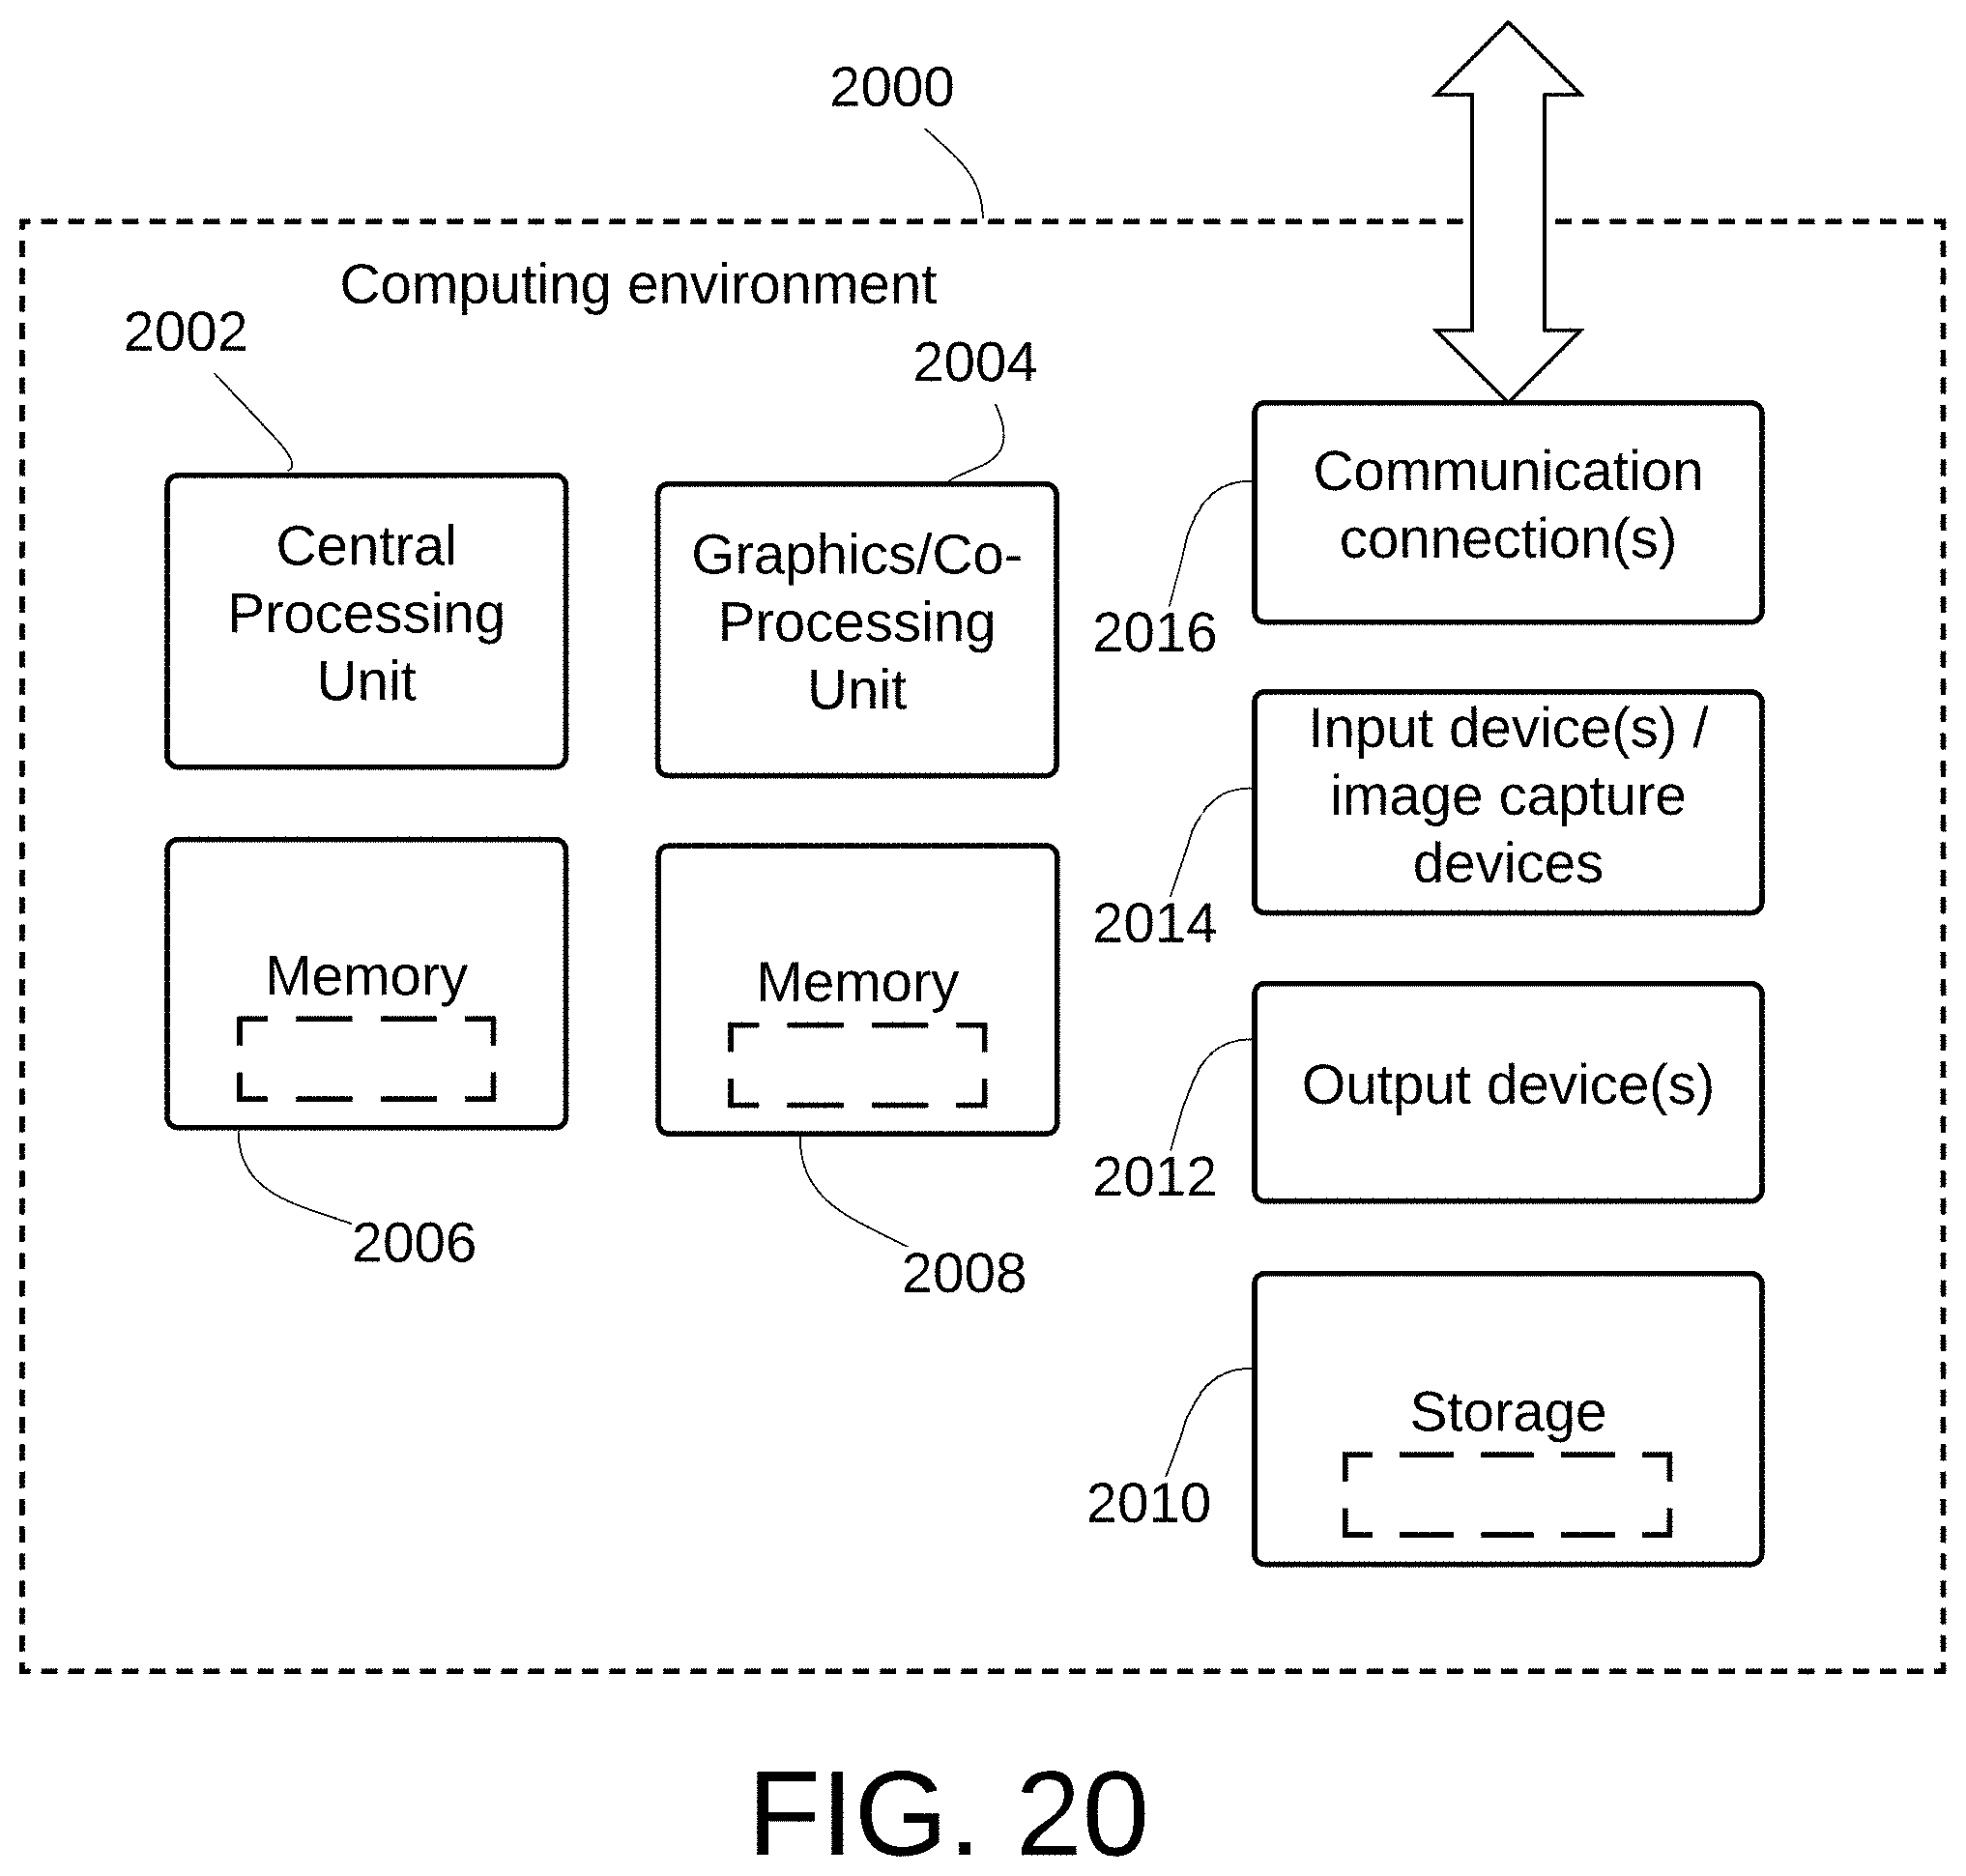 2000
Computing environment
2002
2004
Central
Processing
Unit
Graphics/Co-
Processing
Unit
Communication
connection(s)
2016
Input device(s) /
image capture
devices
2014
Memory
Memory
Output device(s)
2012
2006
2008
Storage
2010
FIG. 20